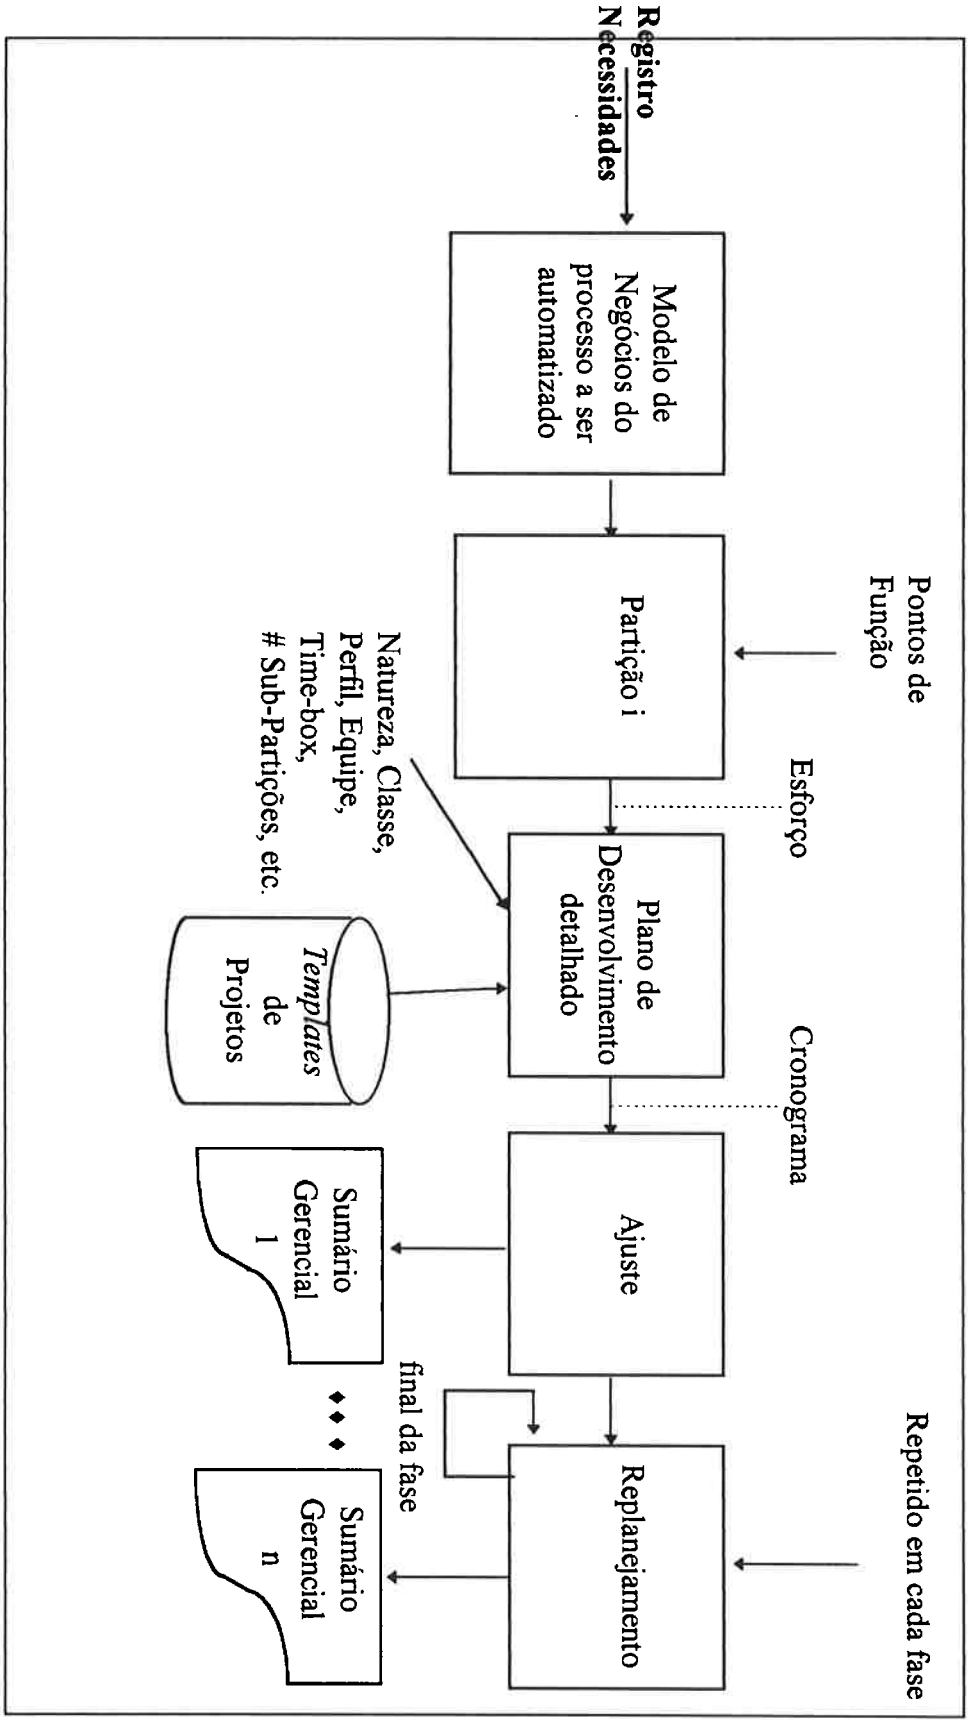 Registro
Necessidades
Modelo de
Negócios do
processo a ser
automatizado
Pontos de
Função
Partição i
Esforço
Natureza, Classe,
Perfil, Equipe,
Time-box,
# Sub-Partições, etc.
Plano de
Desenvolvimento
detalhado
Templates
de
Projetos
Cronograma
Ajuste
Sumário
Gerencial
1
final da fase
Repetido em cada fase
Replanejamento
Sumário
Gerencial
n